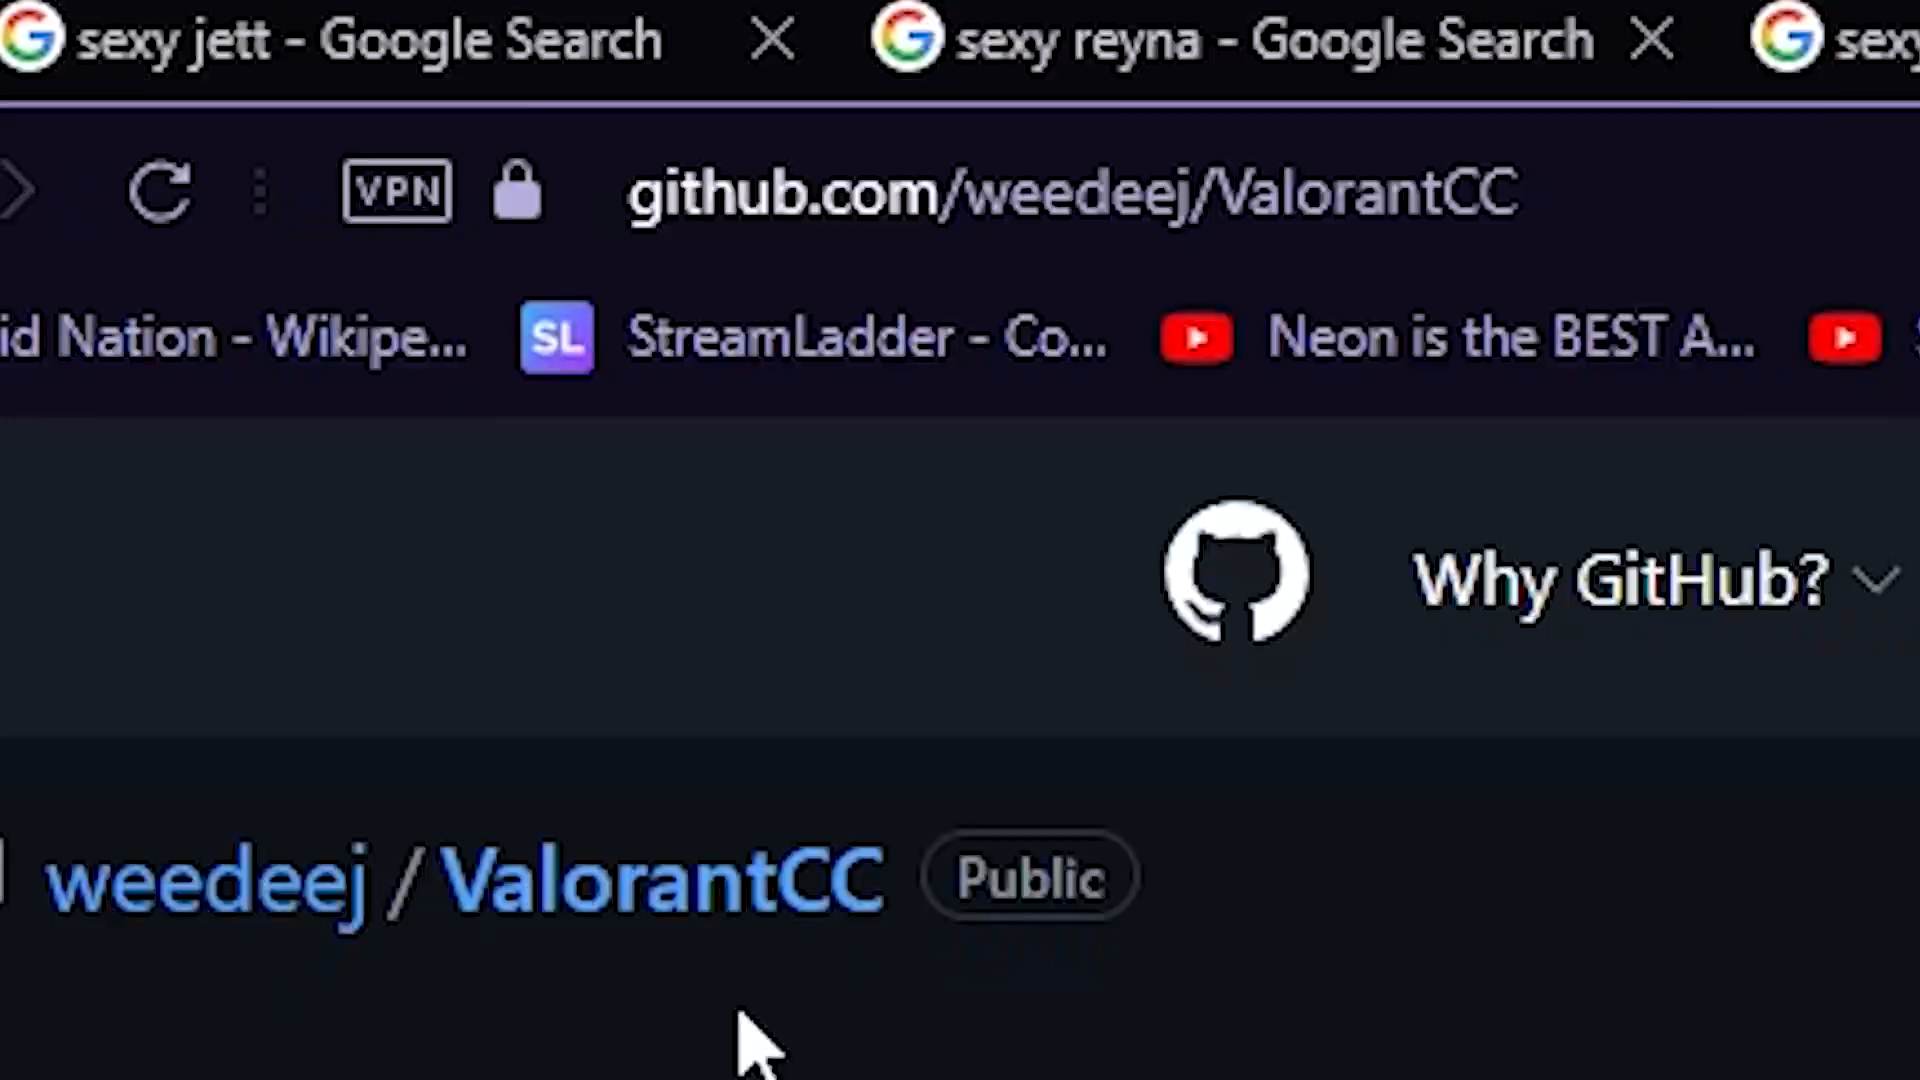 sexy jett - Google Search sexy reyna - Google Search sexy
VPN github.com/weedeej/ValorantCC
id Nation - Wikipe... SL StreamLadder - Co... Neon is the BEST A...
Why GitHub?
weedeej / ValorantCC Public